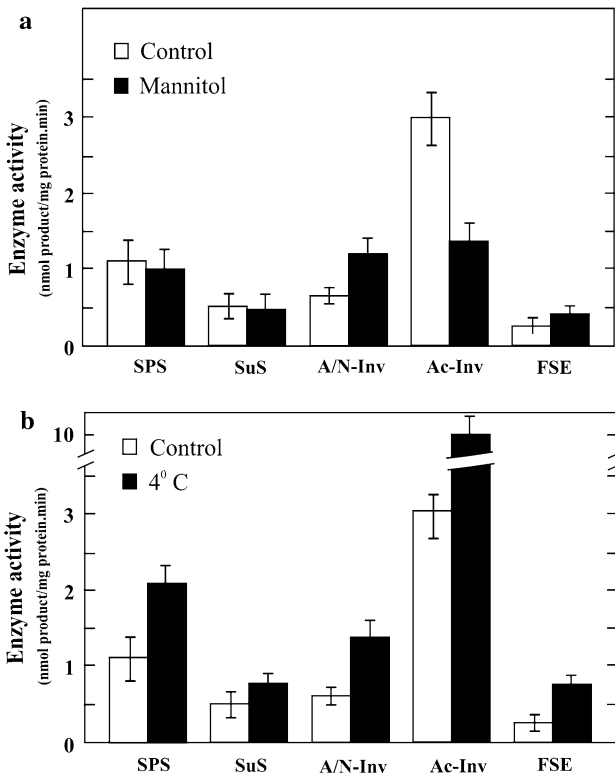 a
Control
Mannitol
Enzyme activity
(nmol product/mg protein.min)
3
2
1
0
SPS SuS A/N-Inv Ac-Inv FSE
b
Control
4⁰ C
Enzyme activity
(nmol product/mg protein.min)
10
3
2
1
0
SPS SuS A/N-Inv Ac-Inv FSE